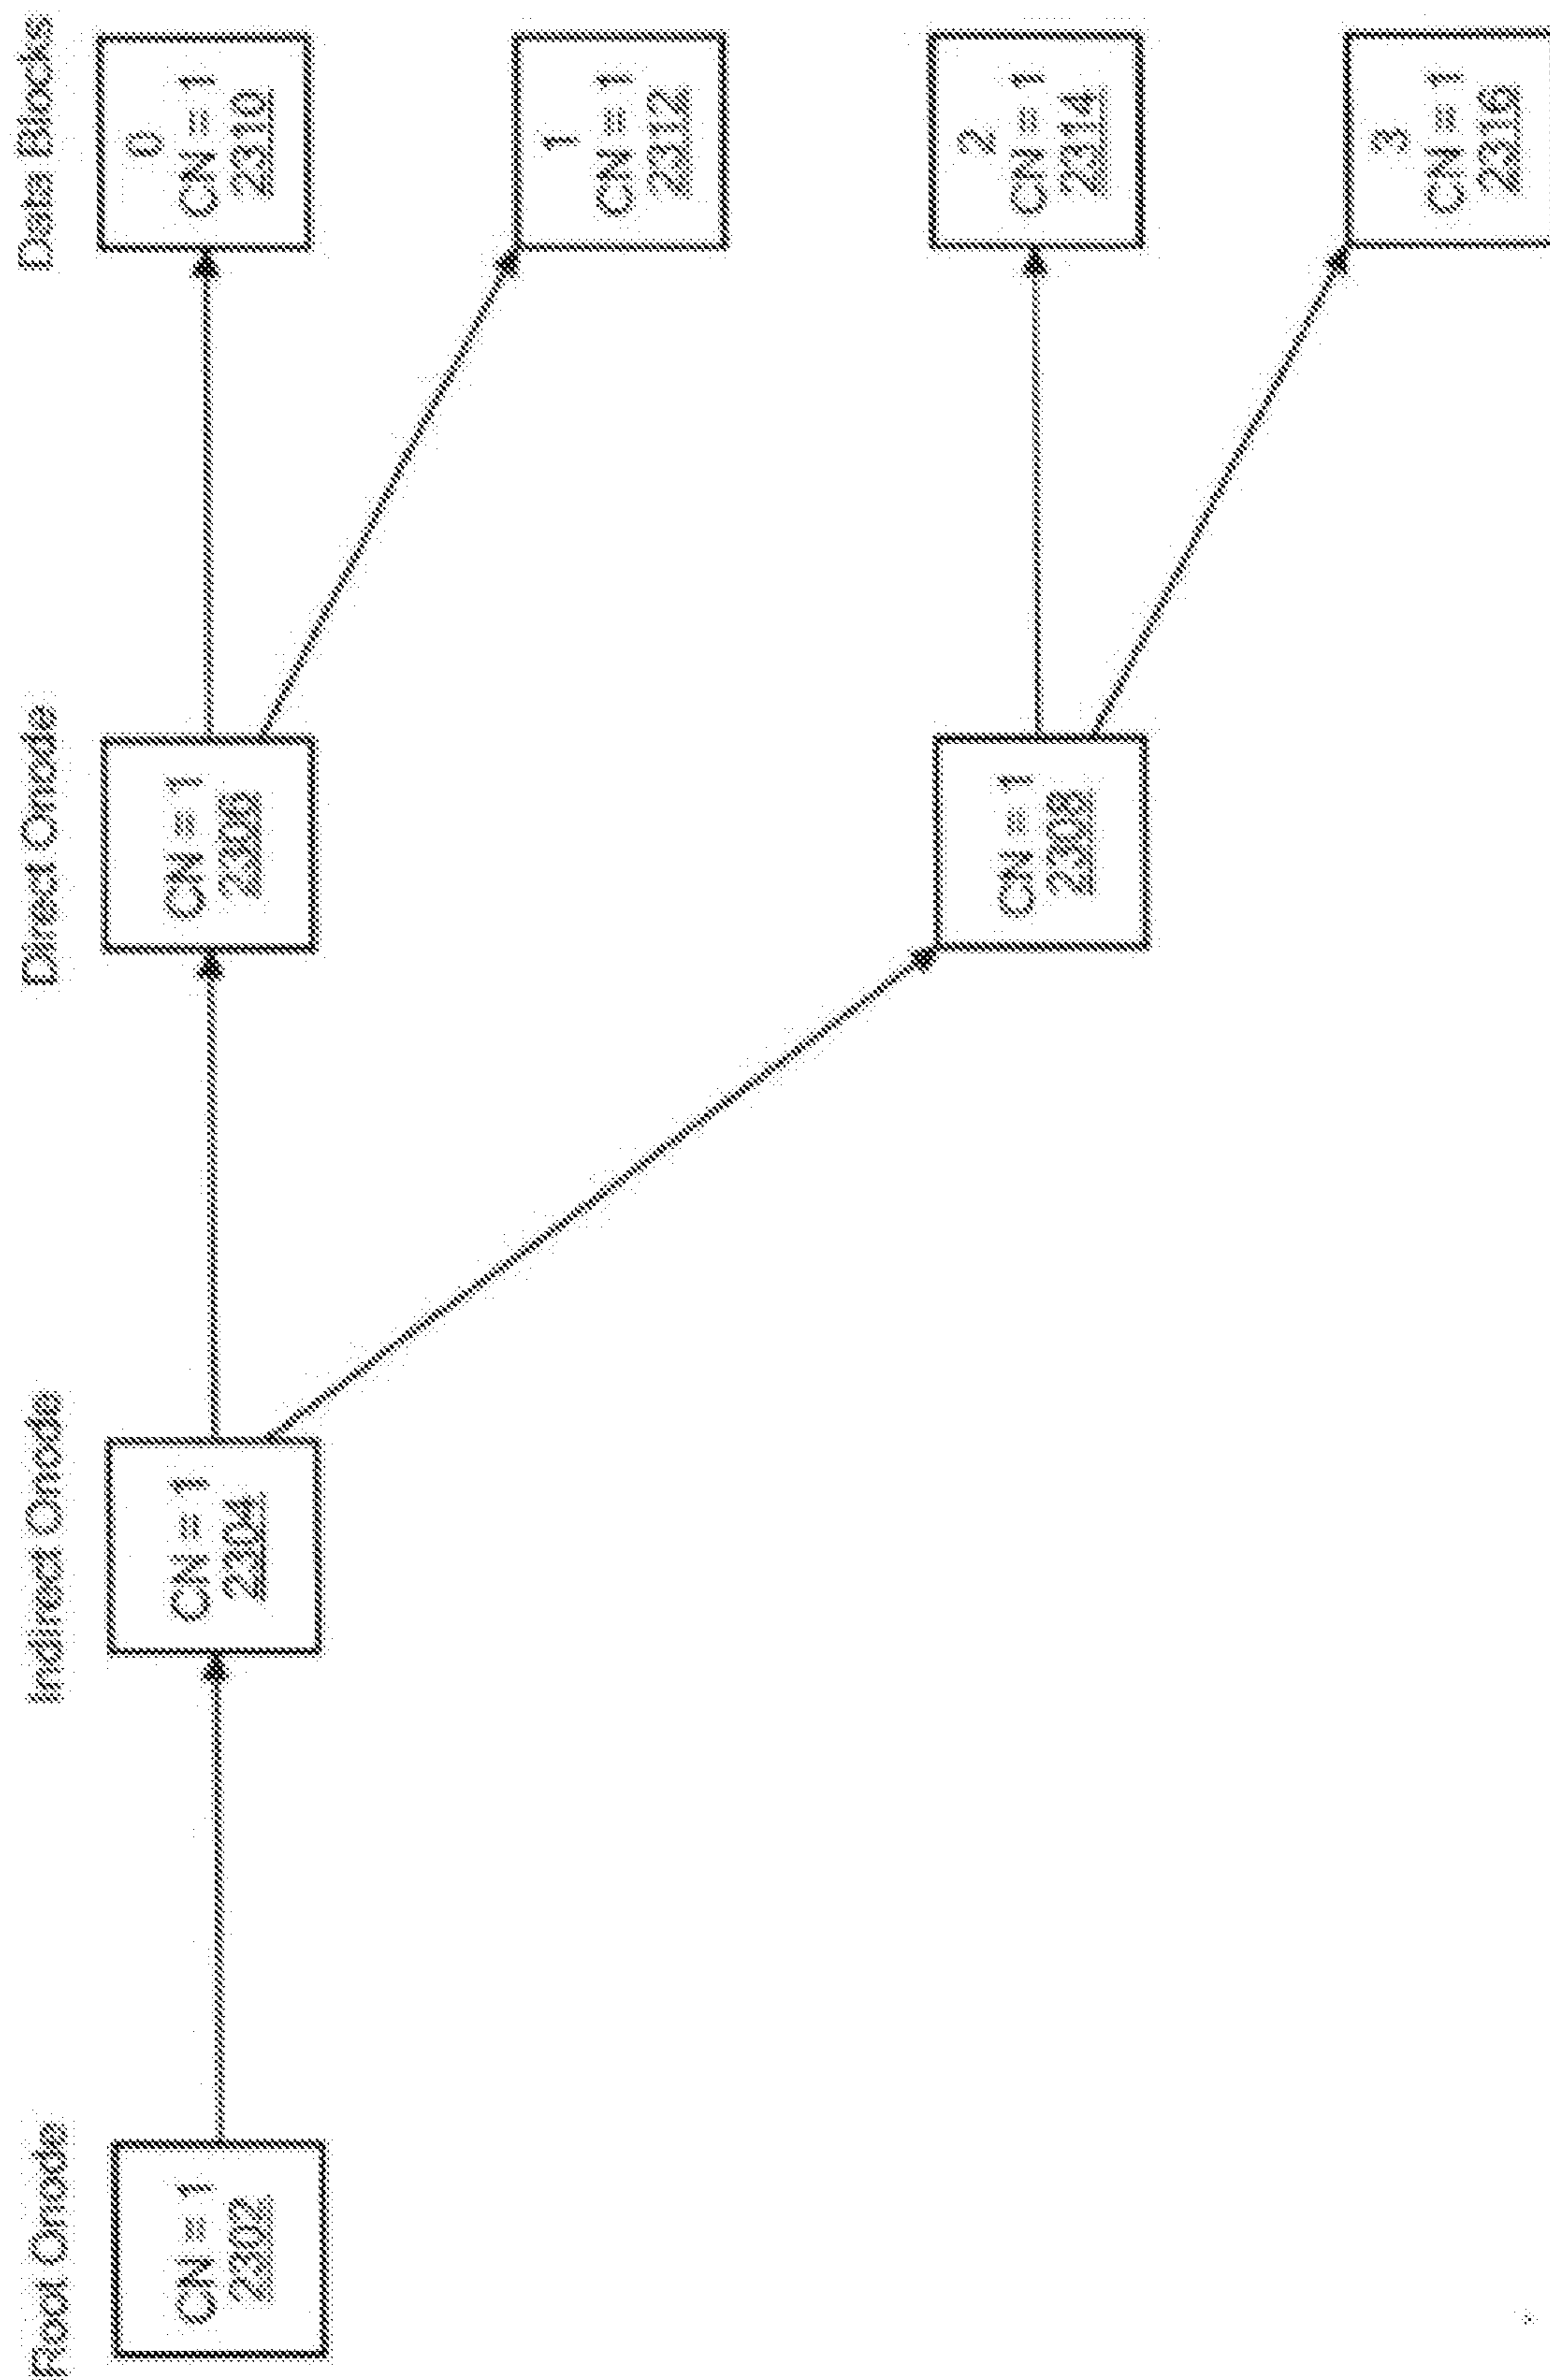 Root Onode
Indirect Onode
Direct Onode
Data Blocks
CN = 1
2302
CN = 1
2304
CN = 1
2306
0
CN = 1
2310
1
CN = 1
2312
CN = 1
2308
2
CN = 1
2314
3
CN = 1
2316